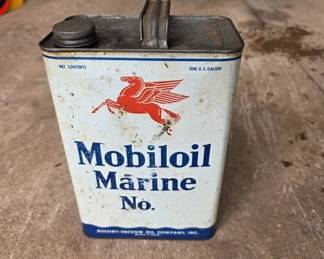 NET CONTENTS
ONE U.S. GALLON
Mobiloil
Marine
No.
SOCONY-VACUUM OIL COMPANY, INC.